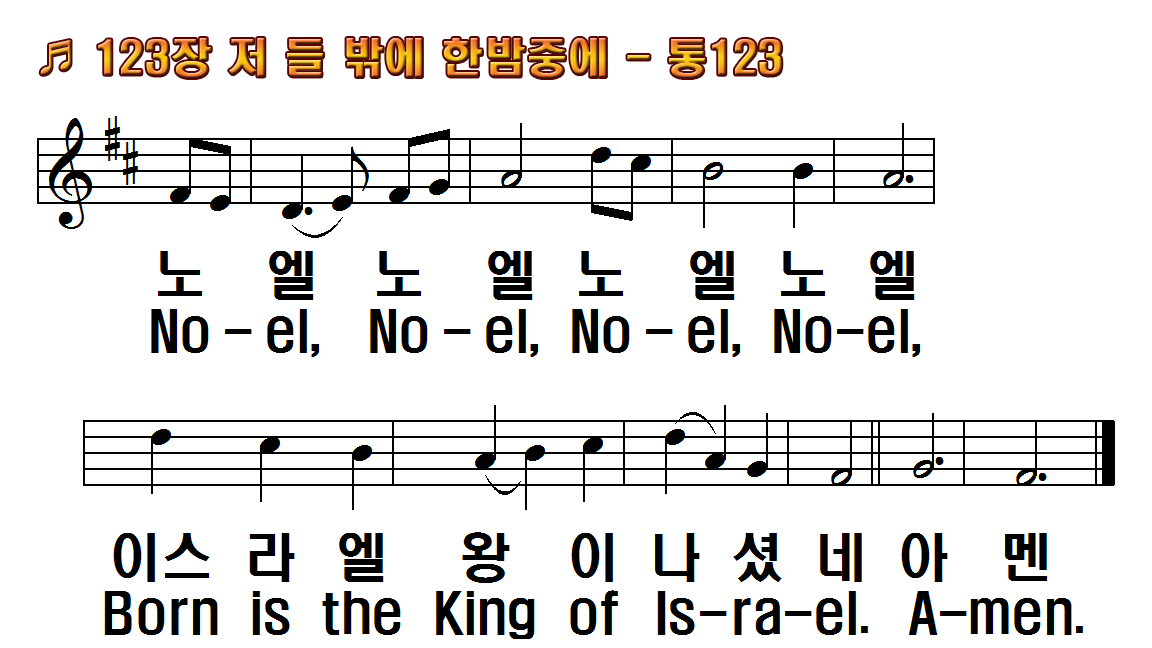 ♬ 123장 저 들 밖에 한밤중에 - 통123
노 엘 노 엘 노 엘 노 엘
No-el, No-el, No-el, No-el,
이스 라 엘 왕 이 나 셨 네 아 멘
Born is the King of Is-ra-el. A-men.